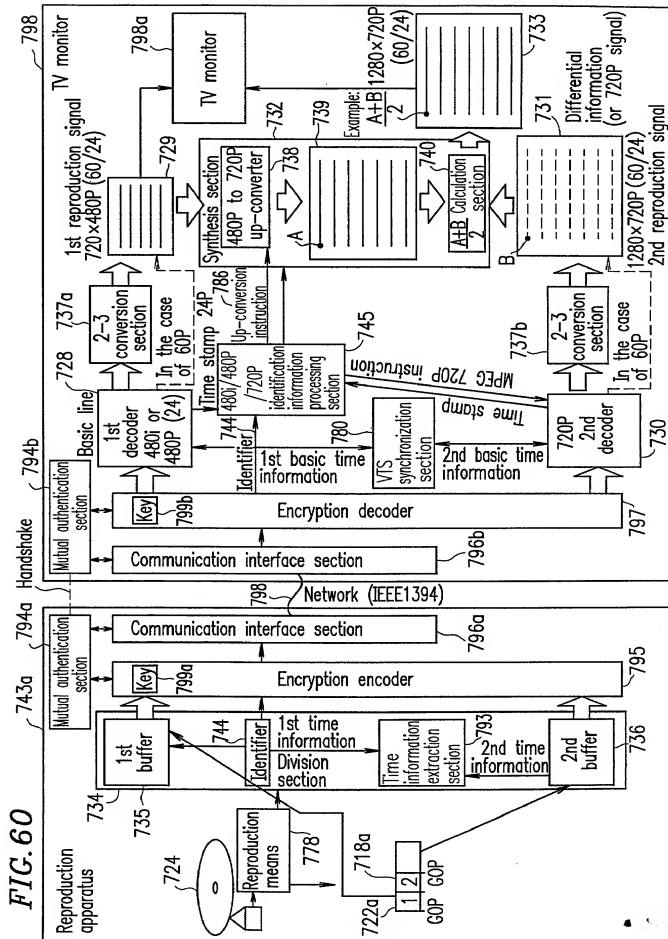 FIG. 60
Reproduction
apparatus
743a
794a
Mutual authentication
section
Handshake
794b
Mutual authentication
section
798
TV monitor
734
735
1st
buffer
Key
799a
744
Identifier
Division
section
1st time
information
Time
information
extraction
section
793
2nd time
information
2nd
buffer
736
724
Reproduction
means
778
722a
718a
1
2
GOP
GOP
Encryption encoder
795
Communication interface section
796a
798
Network (IEEE1394)
Communication interface section
796b
Key
799b
Encryption decoder
797
Basic line
728
1st
decoder
480i or
480P (24)
737a
2-3
conversion
section
In the case
of 60P
1st reproduction signal
720×480P (60/24)
729
TV monitor
798a
Time stamp 24P
744
Identifier
480i/480P
/720P
identification
information
processing
section
745
786
Up-conversion
instruction
1st basic time
information
780
VTS
synchronization
section
2nd basic time
information
MPEG 720P instruction
Time stamp
720P
2nd decoder
730
737b
2-3
conversion
section
In the case
of 60P
Synthesis section
732
480P to 720P
up-converter
738
739
A
740
A+B
2
Calculation
section
Example:
A+B
2
1280×720P
(60/24)
733
Differential
information
(or 720P signal)
731
B
1280×720P (60/24)
2nd reproduction signal